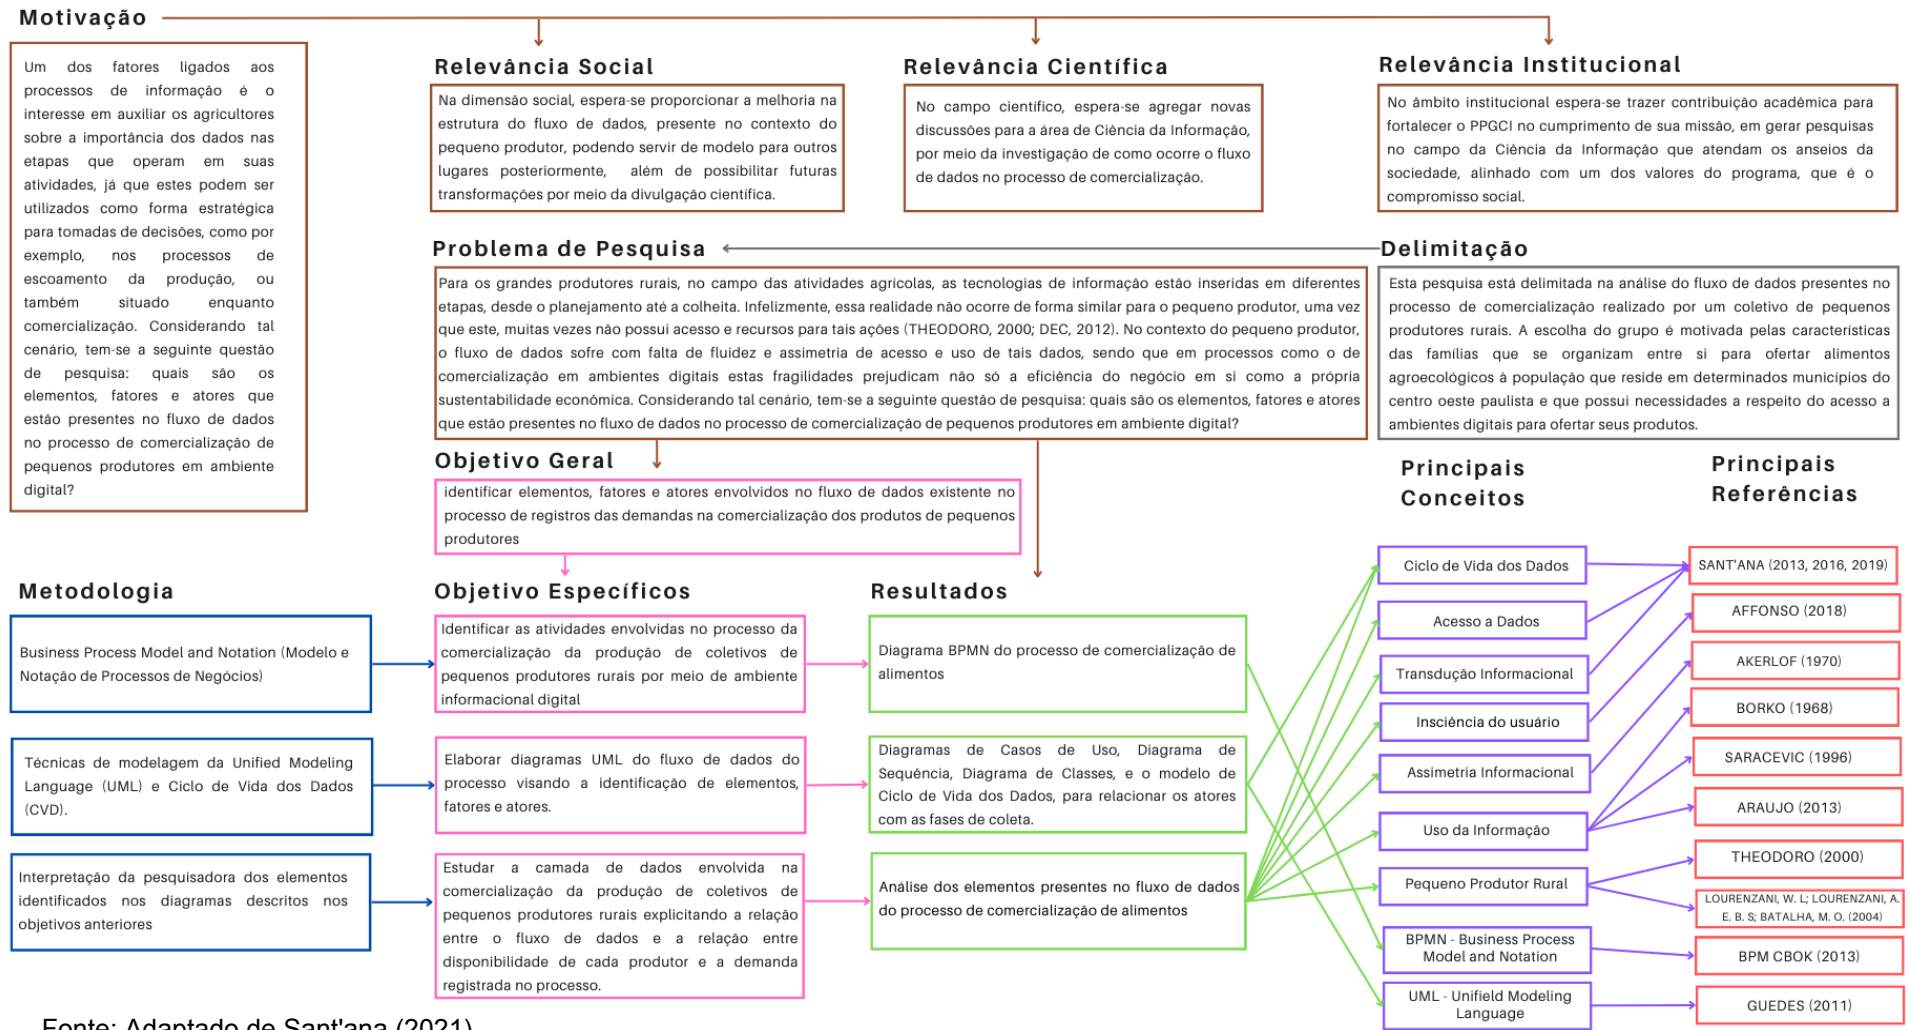 Motivação
Um dos fatores ligados aos
processos de informação é o
interesse em auxiliar os agricultores
sobre a importância dos dados nas
etapas que operam em suas
atividades, já que estes podem ser
utilizados como forma estratégica
para tomadas de decisões, como por
exemplo, nos processos de
escoamento da produção, ou
também situado enquanto
comercialização. Considerando tal
cenário, tem-se a seguinte questão
de pesquisa: quais são os
elementos, fatores e atores que
estão presentes no fluxo de dados
no processo de comercialização de
pequenos produtores em ambiente
digital?
Relevância Social
Na dimensão social, espera-se proporcionar a melhoria na
estrutura do fluxo de dados, presente no contexto do
pequeno produtor, podendo servir de modelo para outros
lugares posteriormente, além de possibilitar futuras
transformações por meio da divulgação científica.
Relevância Científica
No campo científico, espera-se agregar novas
discussões para a área de Ciência da Informação,
por meio da investigação de como ocorre o fluxo
de dados no processo de comercialização.
Relevância Institucional
No âmbito institucional espera-se trazer contribuição acadêmica para
fortalecer o PPGCI no cumprimento de sua missão, em gerar pesquisas
no campo da Ciência da Informação que atendam os anseios da
sociedade, alinhado com um dos valores do programa, que é o
compromisso social.
Problema de Pesquisa
Para os grandes produtores rurais, no campo das atividades agrícolas, as tecnologias de informação estão inseridas em diferentes
etapas, desde o planejamento até a colheita. Infelizmente, essa realidade não ocorre de forma similar para o pequeno produtor, uma vez
que este, muitas vezes não possui acesso e recursos para tais ações (THEODORO, 2000; DEC, 2012). No contexto do pequeno produtor,
o fluxo de dados sofre com falta de fluidez e assimetria de acesso e uso de tais dados, sendo que em processos como o de
comercialização em ambientes digitais estas fragilidades prejudicam não só a eficiência do negócio em si como a própria
sustentabilidade econômica. Considerando tal cenário, tem-se a seguinte questão de pesquisa: quais são os elementos, fatores e atores
que estão presentes no fluxo de dados no processo de comercialização de pequenos produtores em ambiente digital?
Delimitação
Esta pesquisa está delimitada na análise do fluxo de dados presentes no
processo de comercialização realizado por um coletivo de pequenos
produtores rurais. A escolha do grupo é motivada pelas características
das famílias que se organizam entre si para ofertar alimentos
agroecológicos à população que reside em determinados municípios do
centro oeste paulista e que possui necessidades a respeito do acesso a
ambientes digitais para ofertar seus produtos.
Objetivo Geral
identificar elementos, fatores e atores envolvidos no fluxo de dados existente no
processo de registros das demandas na comercialização dos produtos de pequenos
produtores
Metodologia
Business Process Model and Notation (Modelo e
Notação de Processos de Negócios)
Técnicas de modelagem da Unified Modeling
Language (UML) e Ciclo de Vida dos Dados
(CVD).
Interpretação da pesquisadora dos elementos
identificados nos diagramas descritos nos
objetivos anteriores
Objetivo Específicos
Identificar as atividades envolvidas no processo da
comercialização da produção de coletivos de
pequenos produtores rurais por meio de ambiente
informacional digital
Elaborar diagramas UML do fluxo de dados do
processo visando a identificação de elementos,
fatores e atores.
Estudar a camada de dados envolvida na
comercialização da produção de coletivos de
pequenos produtores rurais explicitando a relação
entre o fluxo de dados e a relação entre
disponibilidade de cada produtor e a demanda
registrada no processo.
Resultados
Diagrama BPMN do processo de comercialização de
alimentos
Diagramas de Casos de Uso, Diagrama de
Sequência, Diagrama de Classes, e o modelo de
Ciclo de Vida dos Dados, para relacionar os atores
com as fases de coleta.
Análise dos elementos presentes no fluxo de dados
do processo de comercialização de alimentos
Principais
Conceitos
Ciclo de Vida dos Dados
Acesso a Dados
Transdução Informacional
Insciência do usuário
Assimetria Informacional
Uso da Informação
Pequeno Produtor Rural
BPMN - Business Process
Model and Notation
UML - Unifield Modeling
Language
Principais
Referências
SANT'ANA (2013, 2016, 2019)
AFFONSO (2018)
AKERLOF (1970)
BORKO (1968)
SARACEVIC (1996)
ARAUJO (2013)
THEODORO (2000)
LOURENZANI, W. L; LOURENZANI, A.
E. B. S; BATALHA, M. O. (2004)
BPM CBOK (2013)
GUEDES (2011)
Fonte: Adaptado de Sant'ana (2021)